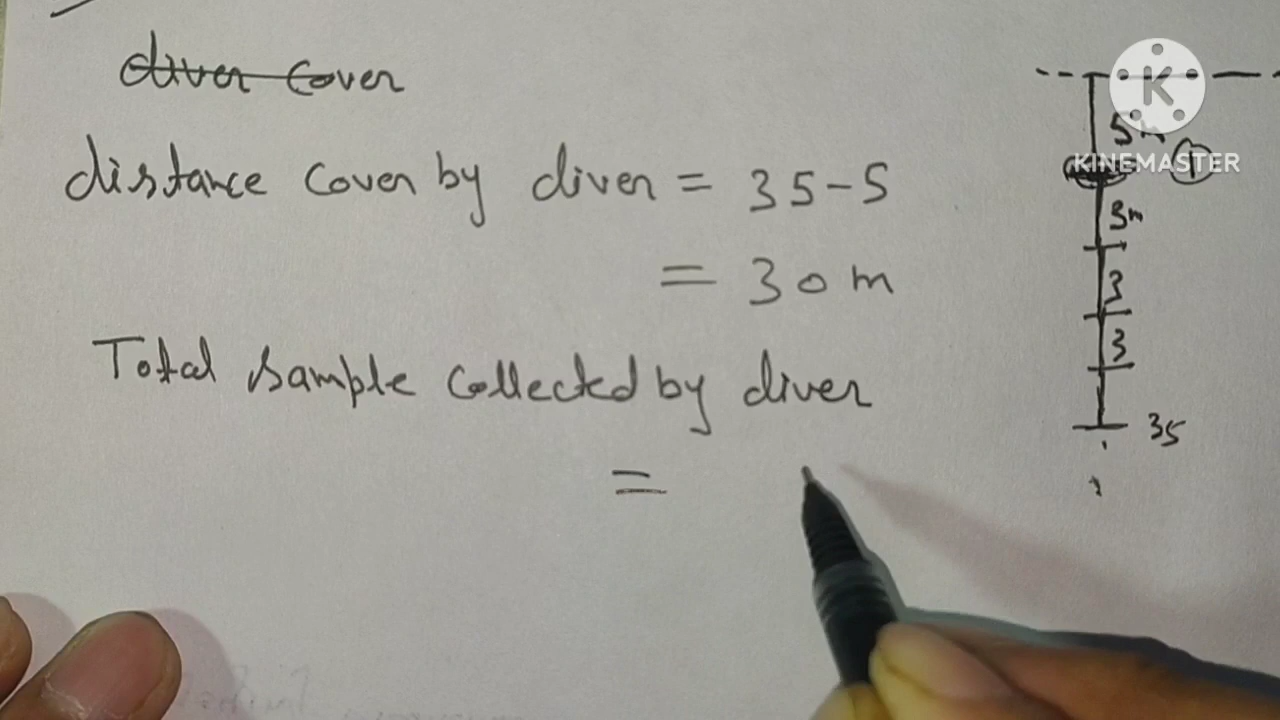 diver cover
distance cover by diver = 35-5
= 30 m
Total sample collected by diver
=
5m
KINEMASTER
1
3m
3
3
35